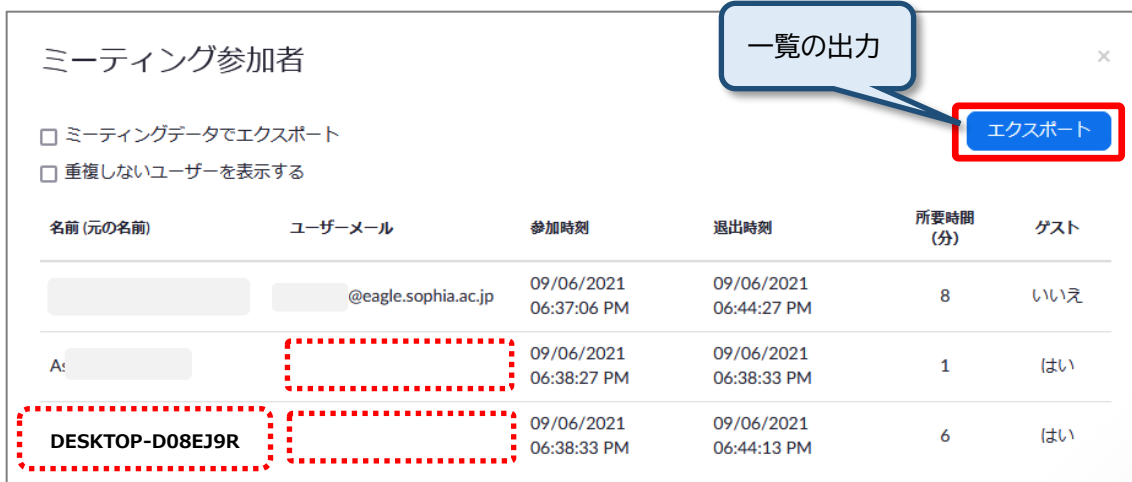 一覧の出力
ミーティング参加者
×
エクスポート
ミーティングデータでエクスポート
重複しないユーザーを表示する
名前 (元の名前) ユーザーメール 参加時刻 退出時刻 所要時間 (分) ゲスト
@eagle.sophia.ac.jp 09/06/2021 06:37:06 PM 09/06/2021 06:44:27 PM 8 いいえ
09/06/2021 06:38:27 PM 09/06/2021 06:38:33 PM 1 はい
DESKTOP-D08EJ9R 09/06/2021 06:38:33 PM 09/06/2021 06:44:13 PM 6 はい